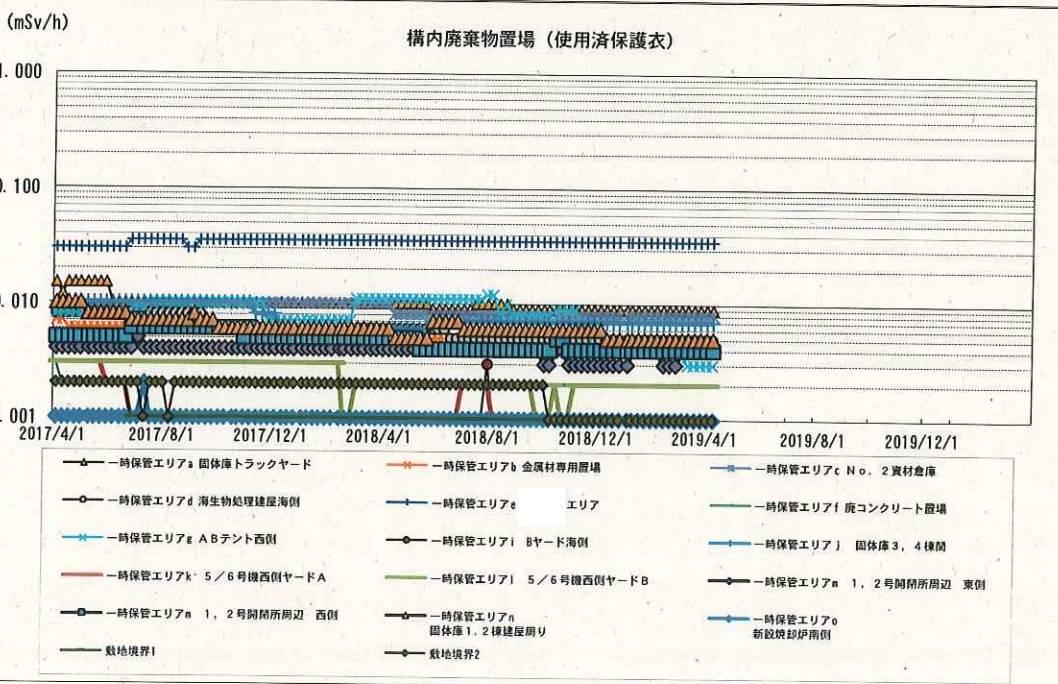 (mSv/h)
構内廃棄物置場（使用済保護衣）
1.000
0.100
0.010
0.001
2017/4/1 2017/8/1 2017/12/1 2018/4/1 2018/8/1 2018/12/1 2019/4/1 2019/8/1 2019/12/1
一時保管エリアa 固体庫トラックヤード 一時保管エリアb 金属材専用置場 一時保管エリアc No．2資材倉庫
一時保管エリアd 海生物処理建屋海側 一時保管エリアe エリア 一時保管エリアf 廃コンクリート置場
一時保管エリアg ABテント西側 一時保管エリアi Bヤード海側 一時保管エリアj 固体庫3，4棟間
一時保管エリアk 5／6号機西側ヤードA 一時保管エリアl 5／6号機西側ヤードB 一時保管エリアm 1，2号開閉所周辺 東側
一時保管エリアm 1，2号開閉所周辺 西側 一時保管エリアn 一時保管エリアo
固体庫1．2棟建屋周り 新設焼却炉南側
敷地境界1 敷地境界2